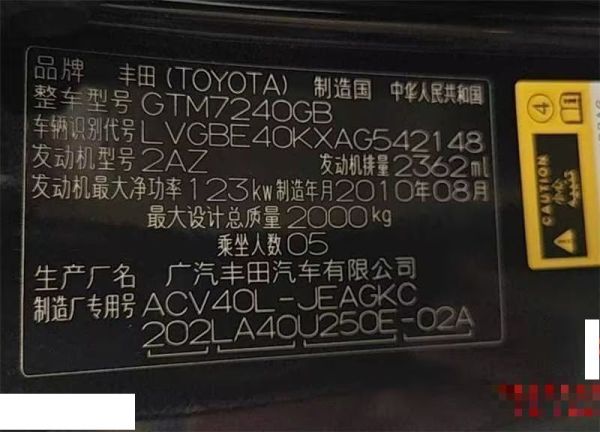 品牌 丰田(TOYOTA) 制造国 中华人民共和国
整车型号 GTM7240GB
车辆识别代号 LVGBE40KXAG542148
发动机型号 2AZ 发动机排量 2362ml
发动机最大净功率 123kw 制造年月 2010年08月
最大设计总质量 2000kg
乘坐人数 05
生产厂名 广汽丰田汽车有限公司
制造厂专用号 ACV40L-JEAGKC
202LA40U250E-02A
4
CAUTION